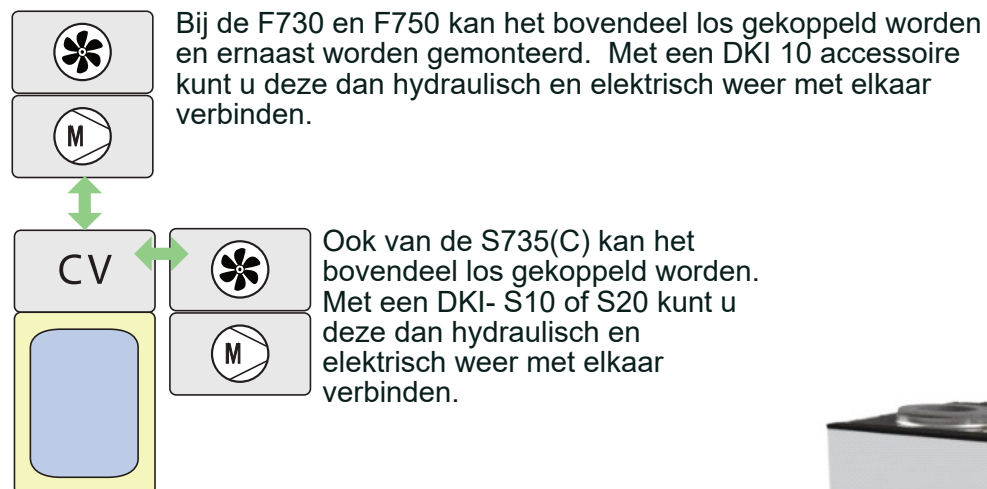 Bij de F730 en F750 kan het bovendeel los gekoppeld worden
en ernaast worden gemonteerd.  Met een DKI 10 accessoire
kunt u deze dan hydraulisch en elektrisch weer met elkaar
verbinden.
M
CV
Ook van de S735(C) kan het
bovendeel los gekoppeld worden.
Met een DKI- S10 of S20 kunt u
deze dan hydraulisch en
elektrisch weer met elkaar
verbinden.
M